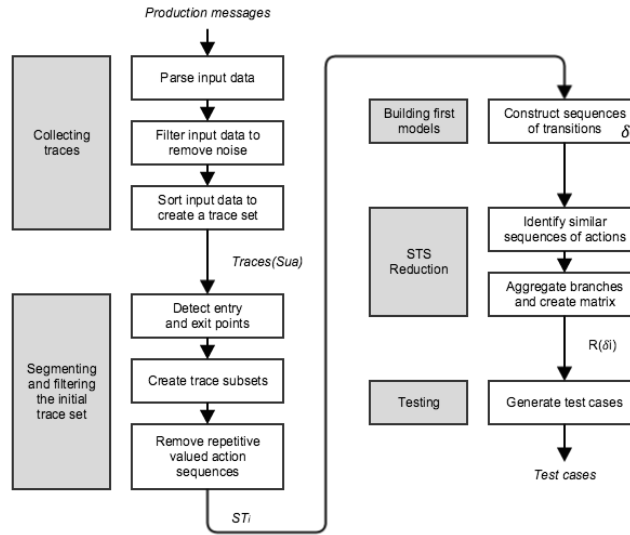 Production messages
Collecting
traces
Parse input data
Filter input data to
remove noise
Sort input data to
create a trace set
Traces(Sua)
Segmenting
and filtering
the initial
trace set
Detect entry
and exit points
Create trace subsets
Remove repetitive
valued action
sequences
STi
Building first
models
Construct sequences
of transitions δ
STS
Reduction
Identify similar
sequences of actions
Aggregate branches
and create matrix
R(δi)
Testing
Generate test cases
Test cases